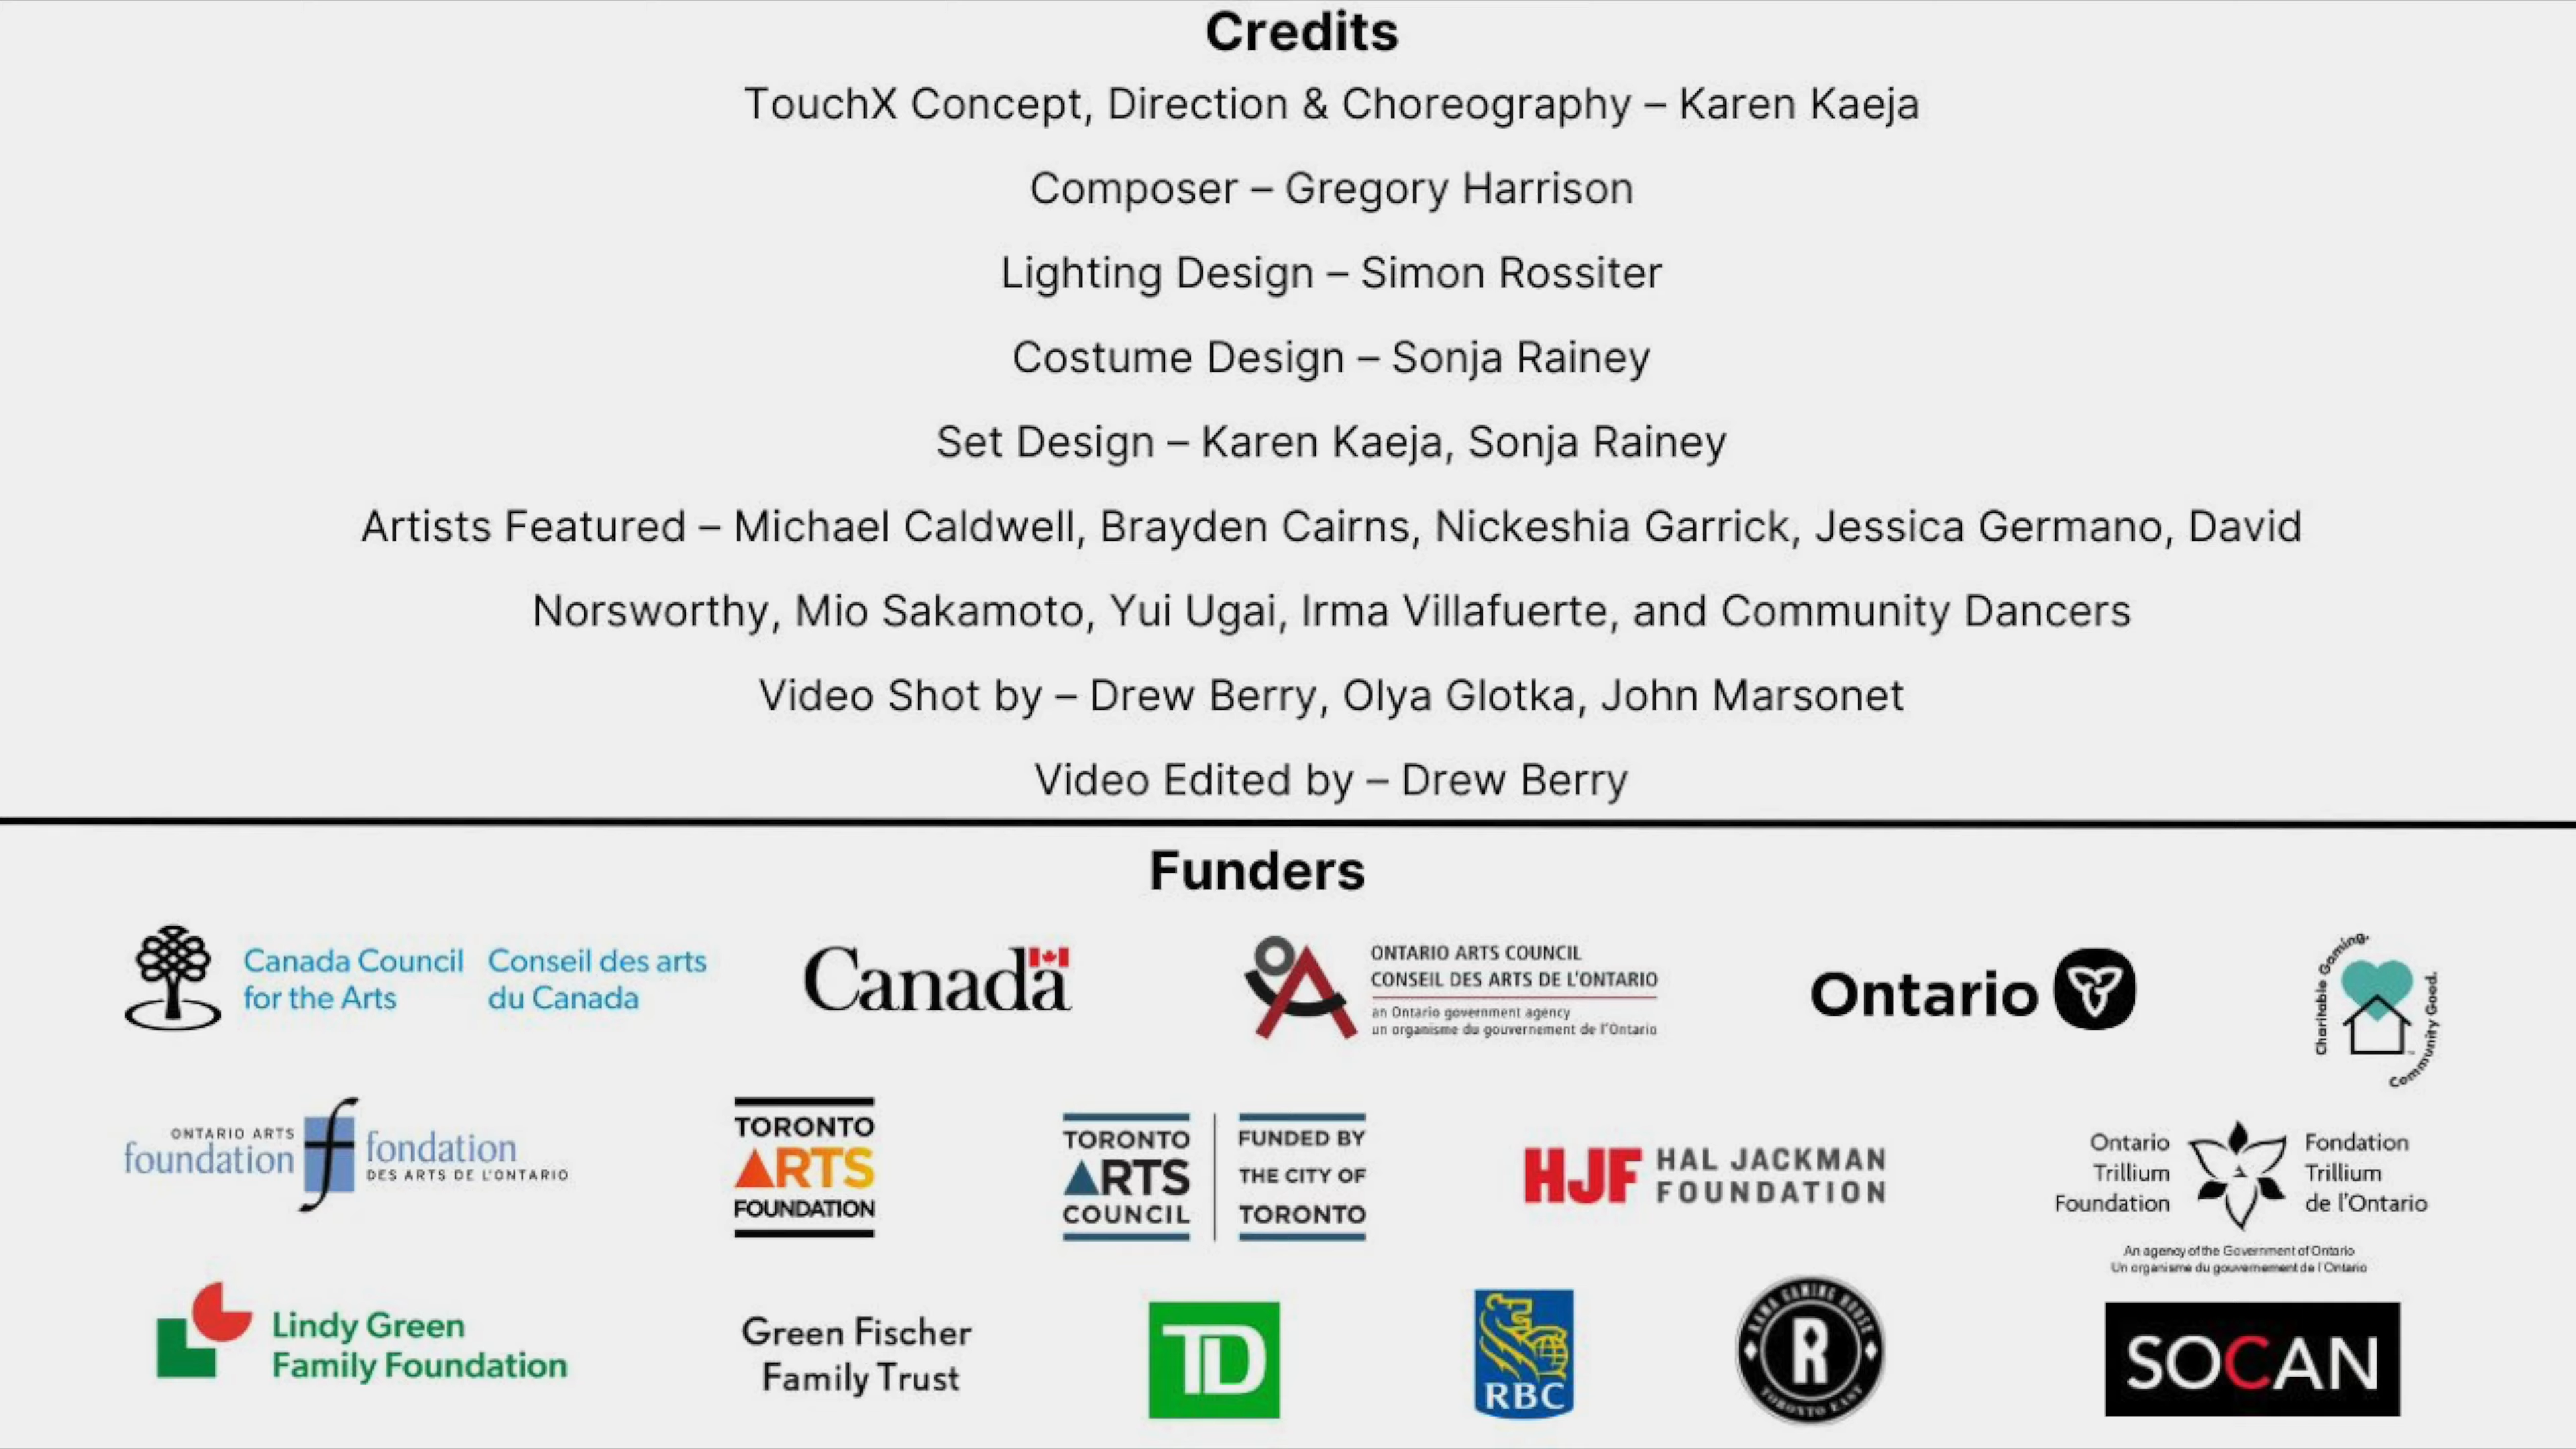 Credits
TouchX Concept, Direction & Choreography – Karen Kaeja
Composer – Gregory Harrison
Lighting Design – Simon Rossiter
Costume Design – Sonja Rainey
Set Design – Karen Kaeja, Sonja Rainey
Artists Featured – Michael Caldwell, Brayden Cairns, Nickeshia Garrick, Jessica Germano, David
Norsworthy, Mio Sakamoto, Yui Ugai, Irma Villafuerte, and Community Dancers
Video Shot by – Drew Berry, Olya Glotka, John Marsonet
Video Edited by – Drew Berry
Funders
Canada Council
for the Arts
Conseil des arts
du Canada
Canada
ONTARIO ARTS COUNCIL
CONSEIL DES ARTS DE L'ONTARIO
an Ontario government agency
un organisme du gouvernement de l'Ontario
Ontario
Charitable Gaming.
Community Good.
ONTARIO ARTS
foundation
f
fondation
DES ARTS DE L'ONTARIO
TORONTO
ARTS
FOUNDATION
TORONTO
ARTS
COUNCIL
FUNDED BY
THE CITY OF
TORONTO
HJF
HAL JACKMAN
FOUNDATION
Ontario
Trillium
Foundation
Fondation
Trillium
de l'Ontario
An agency of the Government of Ontario
Un organisme du gouvernement de l'Ontario
Lindy Green
Family Foundation
Green Fischer
Family Trust
TD
RBC
RAMA GAMING HOUSE
R
TORONTO EAST
SOCAN